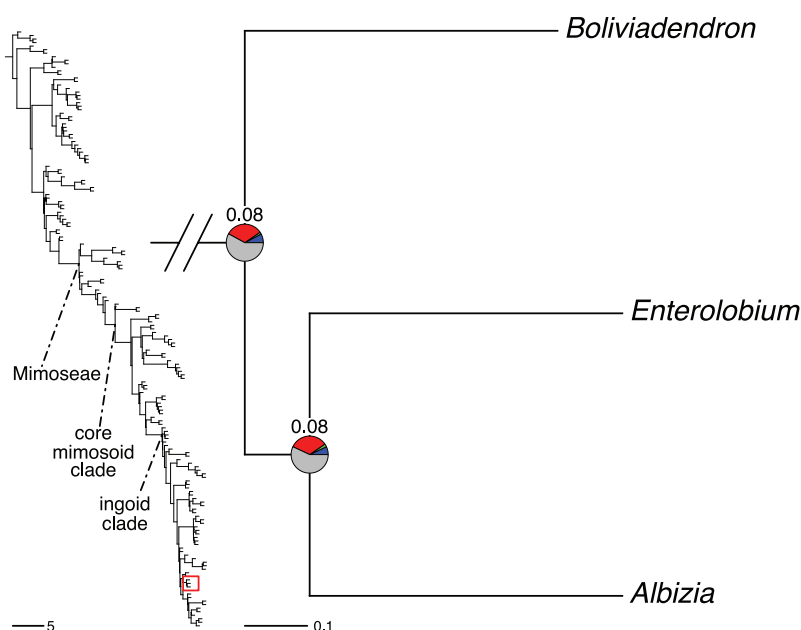 Boliviadendron
0.08
Enterolobium
Mimoseae
0.08
core
mimosoid
clade
ingoid
clade
Albizia
5
0.1